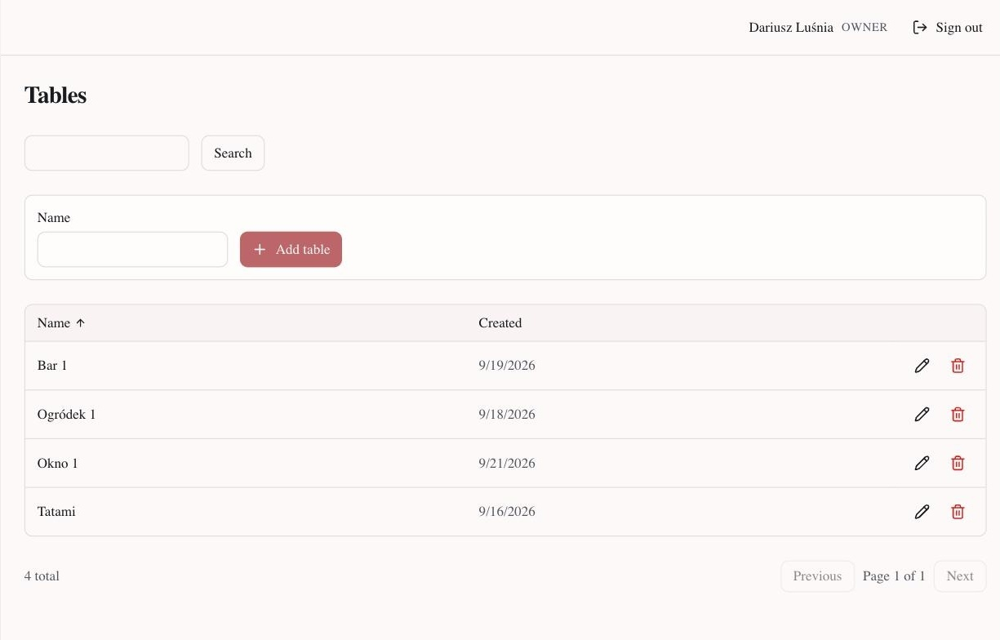 Dariusz Luśnia OWNER Sign out
Tables
Search
Name
Add table
Name Created
Bar 1 9/19/2026
Ogródek 1 9/18/2026
Okno 1 9/21/2026
Tatami 9/16/2026
4 total Previous Page 1 of 1 Next